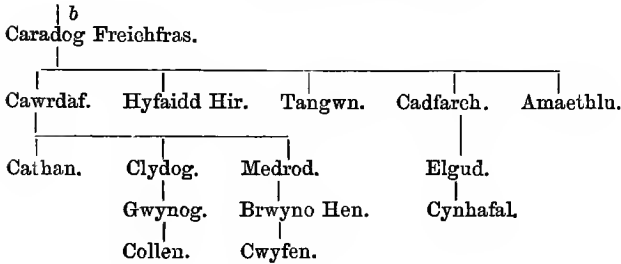 b
Caradog Freichfras.
Cawrdaf. Hyfaidd Hir. Tangwn. Cadfarch. Amaethlu.
Cathan. Clydog. Medrod. Elgud.
Gwynog. Brwyno Hen. Cynhafal.
Collen. Cwyfen.